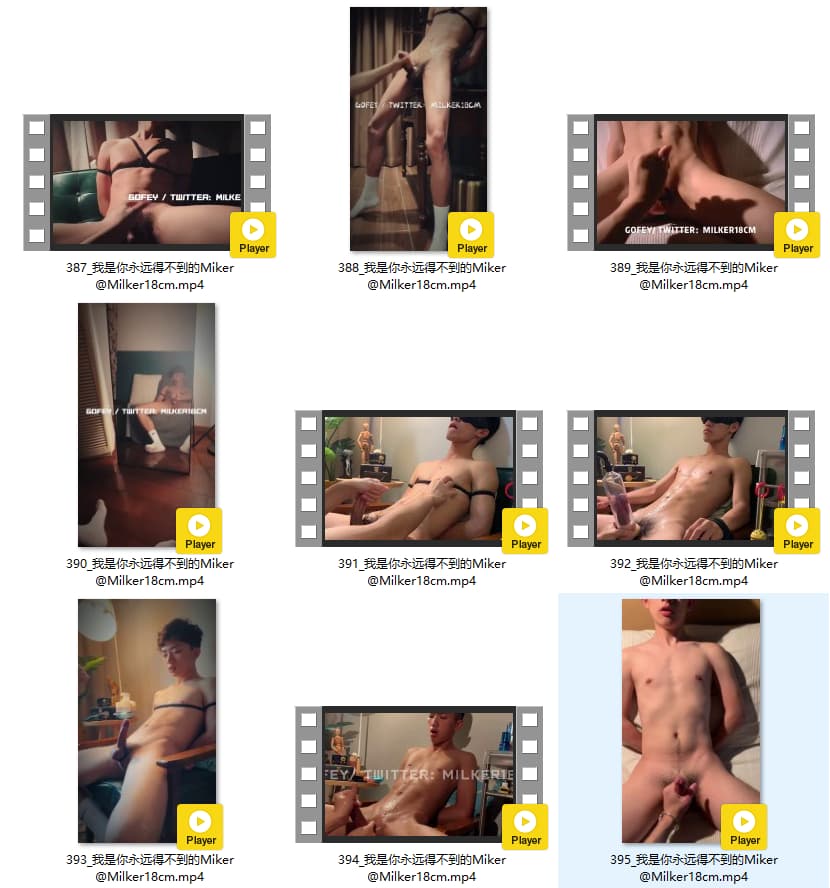 GOFEY / TWITTER: MILKE
Player
387_我是你永远得不到的Miker
@Milker18cm.mp4
GOFEY / TWITTER: MILKER18CM
Player
388_我是你永远得不到的Miker
@Milker18cm.mp4
GOFEY/ TWITTER: MILKER18CM
Player
389_我是你永远得不到的Miker
@Milker18cm.mp4
GOFEY / TWITTER: MILKER18CM
Player
390_我是你永远得不到的Miker
@Milker18cm.mp4
Player
391_我是你永远得不到的Miker
@Milker18cm.mp4
Player
392_我是你永远得不到的Miker
@Milker18cm.mp4
Player
393_我是你永远得不到的Miker
@Milker18cm.mp4
FEY/ TWITTER: MILKER18
Player
394_我是你永远得不到的Miker
@Milker18cm.mp4
Player
395_我是你永远得不到的Miker
@Milker18cm.mp4